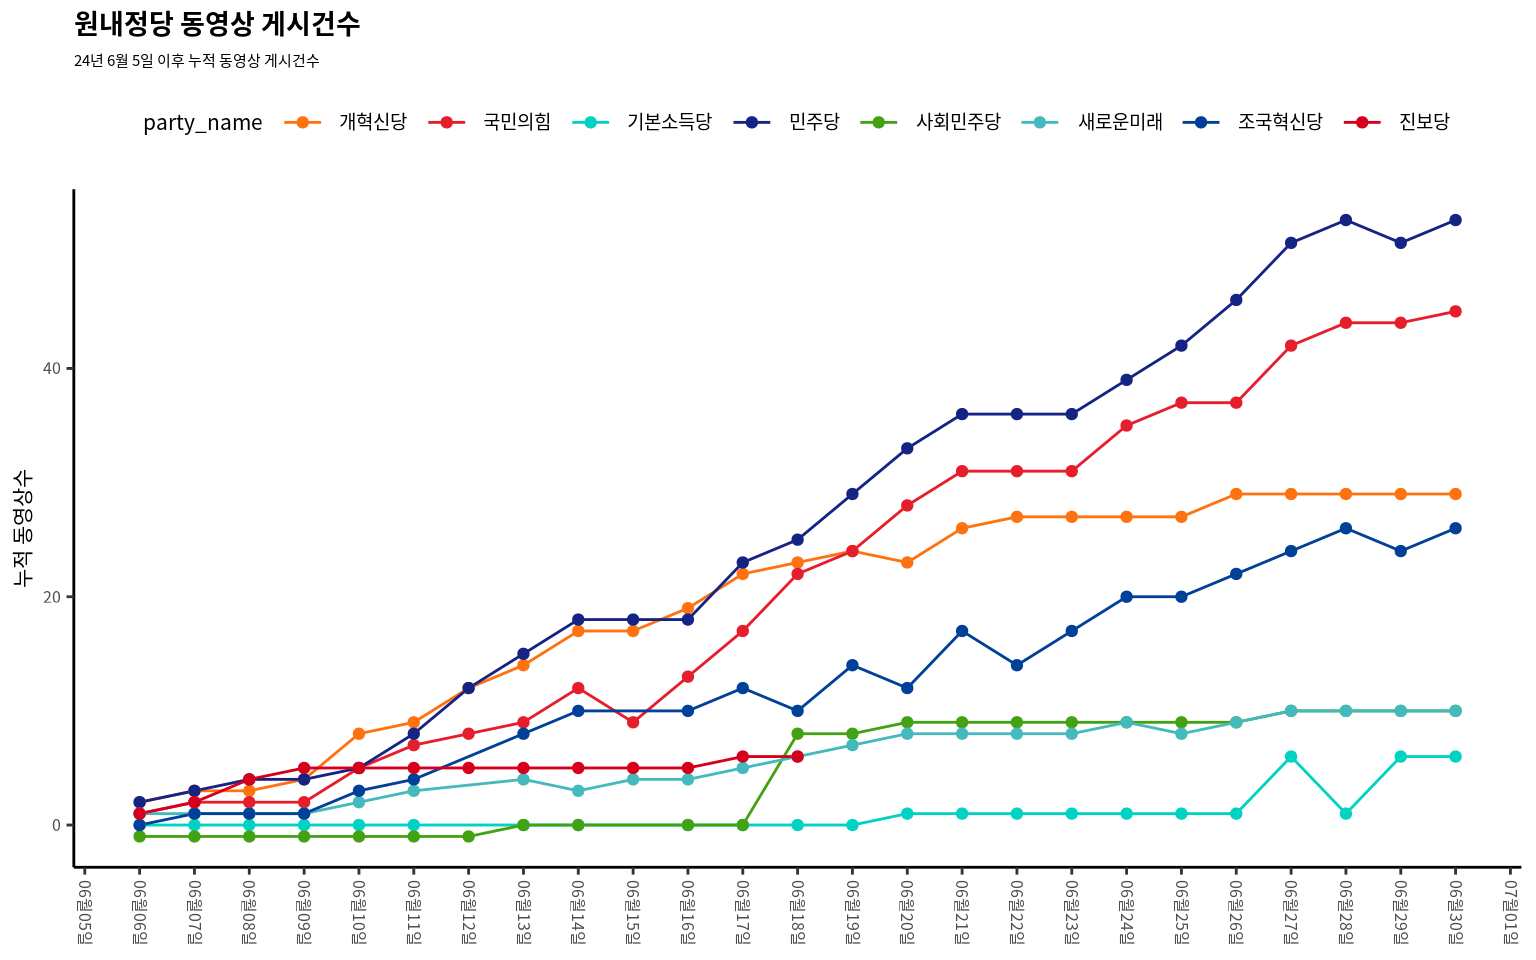 원내정당 동영상 게시건수
24년 6월 5일 이후 누적 동영상 게시건수
party_name 개혁신당 국민의힘 기본소득당 민주당 사회민주당 새로운미래 조국혁신당 진보당
누적 동영상수
40
20
0
06월05일
06월06일
06월07일
06월08일
06월09일
06월10일
06월11일
06월12일
06월13일
06월14일
06월15일
06월16일
06월17일
06월18일
06월19일
06월20일
06월21일
06월22일
06월23일
06월24일
06월25일
06월26일
06월27일
06월28일
06월29일
06월30일
07월01일